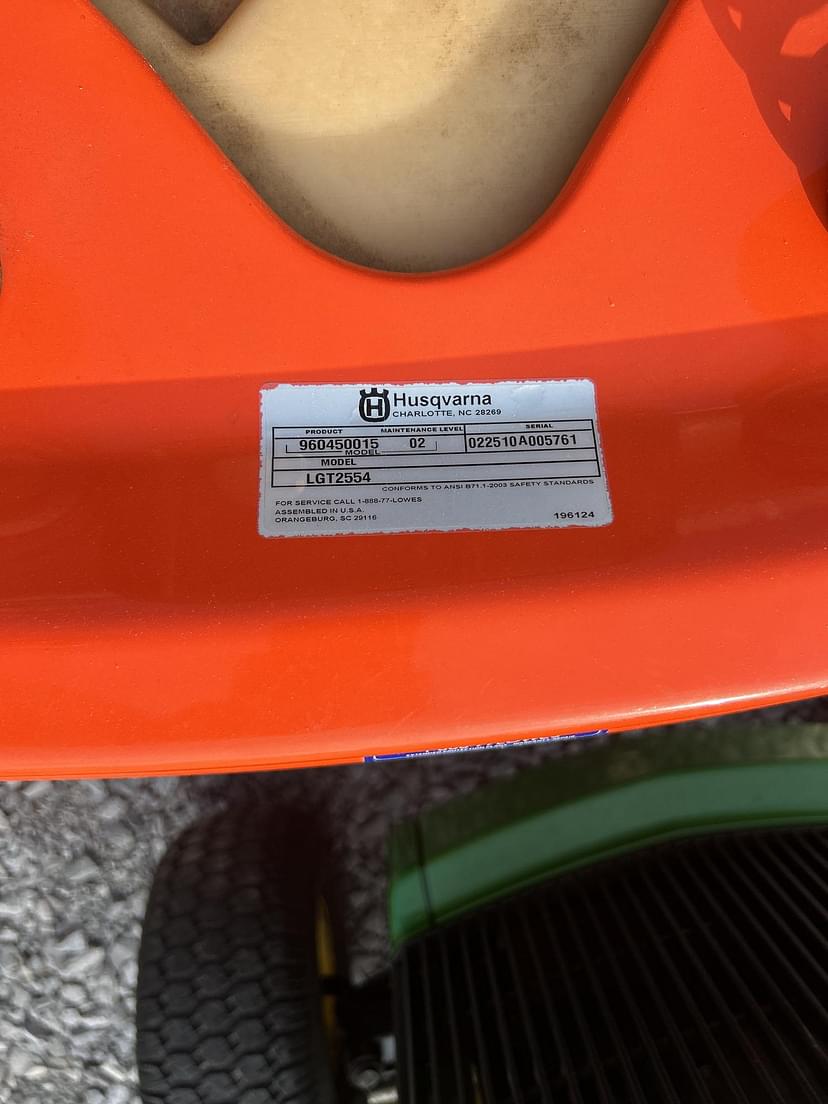 Husqvarna
CHARLOTTE, NC 28269
PRODUCT MAINTENANCE LEVEL SERIAL
960450015 02 022510A005761
MODEL
MODEL
LGT2554
CONFORMS TO ANSI B71.1-2003 SAFETY STANDARDS
FOR SERVICE CALL 1-888-77-LOWES
ASSEMBLED IN U.S.A.
ORANGEBURG, SC 29116
196124